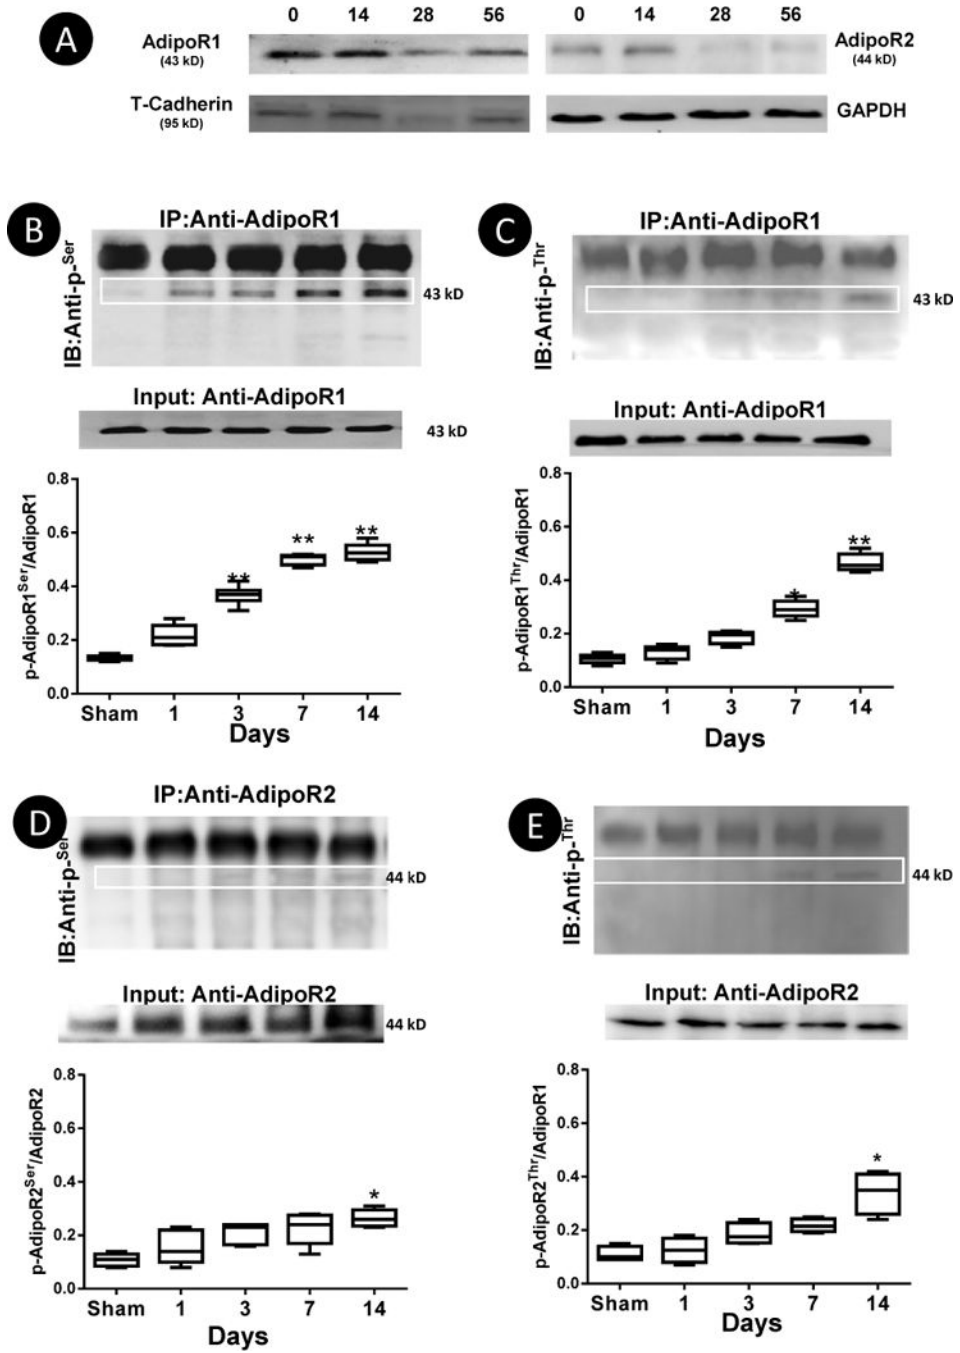 A
0 14 28 56 0 14 28 56
AdipoR1
(43 kD)
AdipoR2
(44 kD)
T-Cadherin
(95 kD)
GAPDH
B
IP:Anti-AdipoR1
IB:Anti-p-Ser
43 kD
Input: Anti-AdipoR1
43 kD
p-AdipoR1Ser/AdipoR1
0.8
0.6
0.4
0.2
0.0
** ** **
Sham 1 3 7 14
Days
C
IP:Anti-AdipoR1
IB:Anti-p-Thr
43 kD
Input: Anti-AdipoR1
p-AdipoR1Thr/AdipoR1
0.8
0.6
0.4
0.2
0.0
* **
Sham 1 3 7 14
Days
D
IP:Anti-AdipoR2
IB:Anti-p-Ser
44 kD
Input: Anti-AdipoR2
44 kD
p-AdipoR2Ser/AdipoR2
0.8
0.6
0.4
0.2
0.0
*
Sham 1 3 7 14
Days
E
IB:Anti-p-Thr
44 kD
Input: Anti-AdipoR2
p-AdipoR2Thr/AdipoR1
0.8
0.6
0.4
0.2
0.0
*
Sham 1 3 7 14
Days